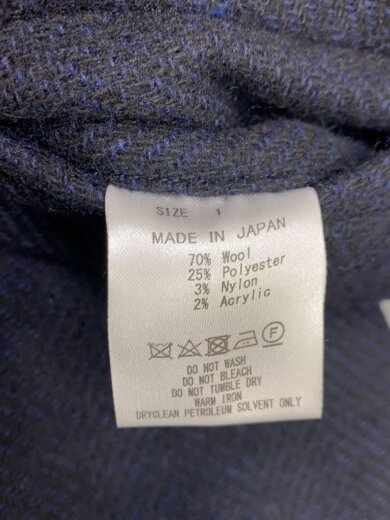 SIZE 1
MADE IN JAPAN
70% Wool
25% Polyester
3% Nylon
2% Acrylic
F
DO NOT WASH
DO NOT BLEACH
DO NOT TUMBLE DRY
WARM IRON
DRYCLEAN PETROLEUM SOLVENT ONLY